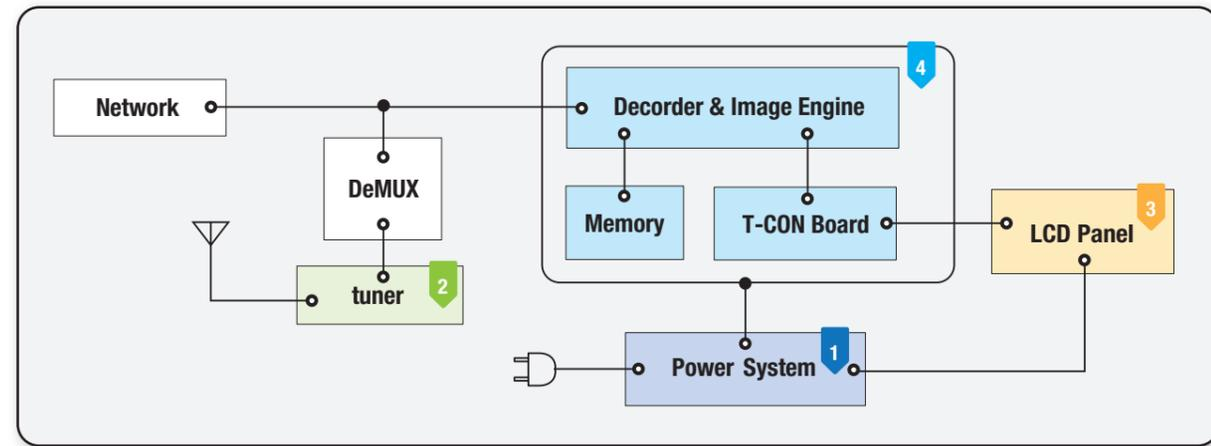 4
Network
Decorder & Image Engine
DeMUX
Memory
T-CON Board
3
LCD Panel
tuner
2
1
Power System